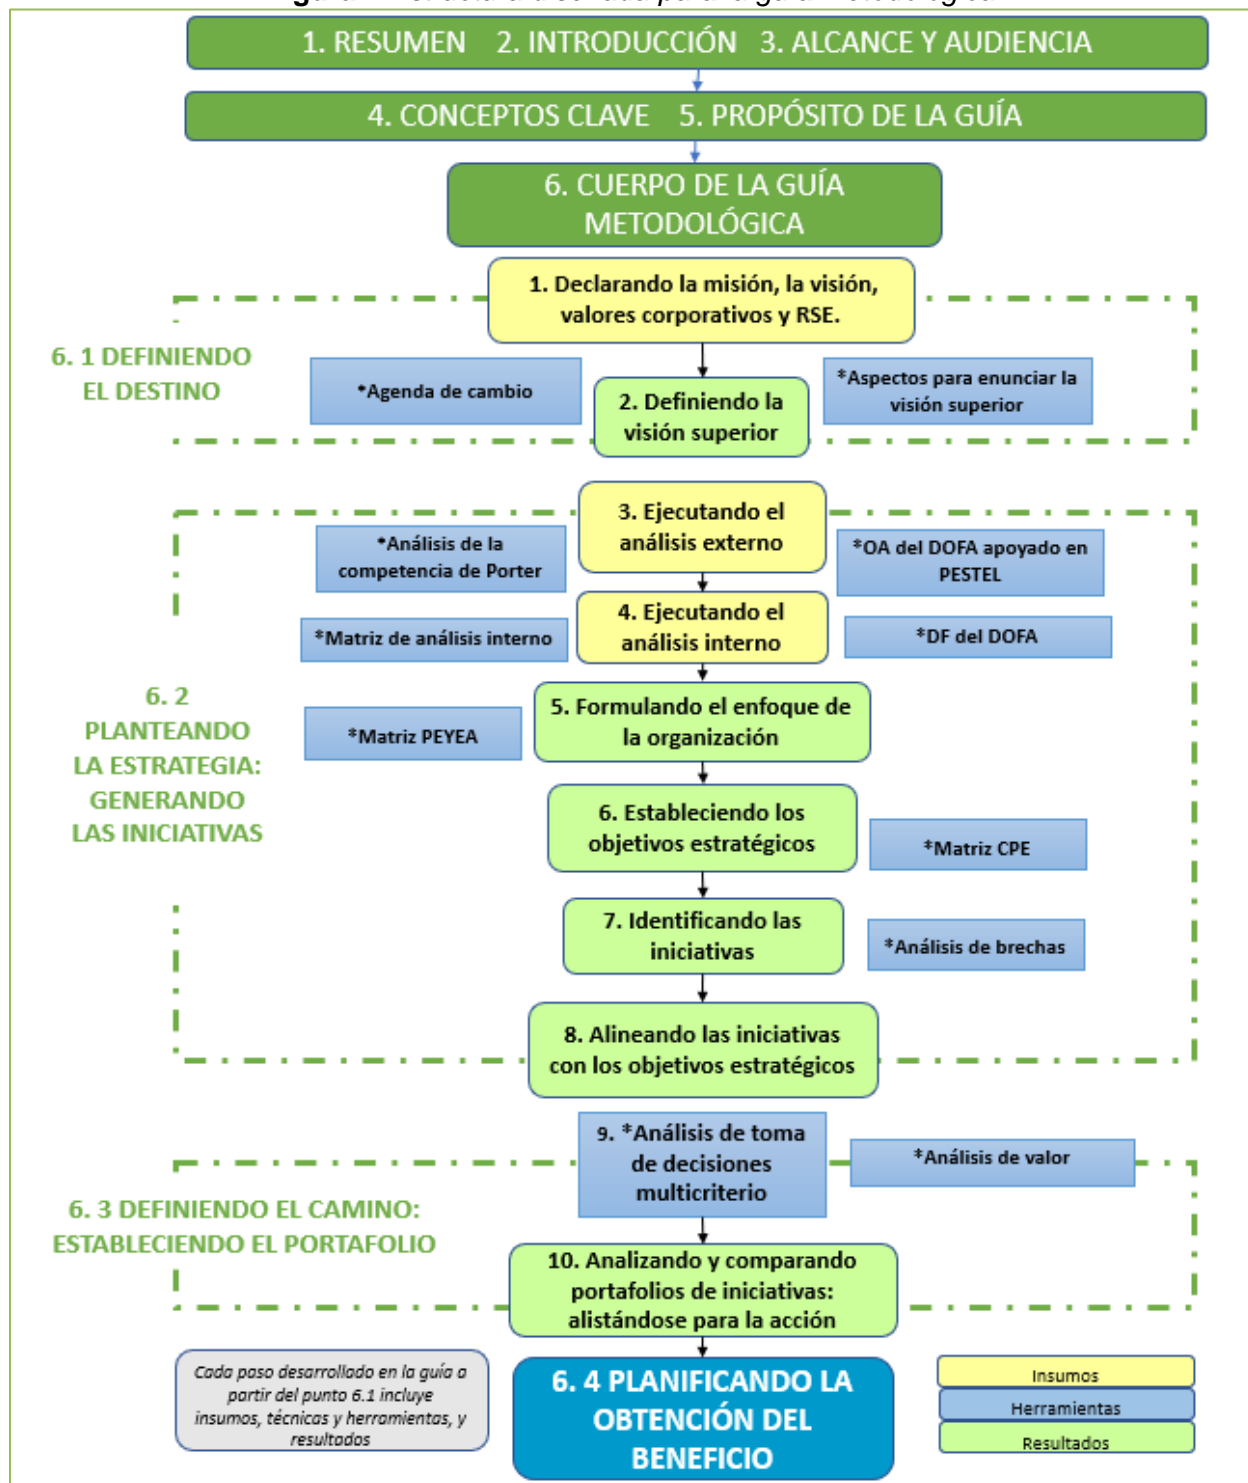 1. RESUMEN 2. INTRODUCCIÓN 3. ALCANCE Y AUDIENCIA
4. CONCEPTOS CLAVE 5. PROPÓSITO DE LA GUÍA
6. CUERPO DE LA GUÍA
METODOLÓGICA
1. Declarando la misión, la visión,
valores corporativos y RSE.
6. 1 DEFINIENDO
EL DESTINO
*Agenda de cambio
2. Definiendo la
visión superior
*Aspectos para enunciar la
visión superior
3. Ejecutando el
análisis externo
*Análisis de la
competencia de Porter
*OA del DOFA apoyado en
PESTEL
4. Ejecutando el
análisis interno
*Matriz de análisis interno
*DF del DOFA
6. 2
PLANTEANDO
LA ESTRATEGIA:
GENERANDO
LAS INICIATIVAS
5. Formulando el enfoque de
la organización
*Matriz PEYEA
6. Estableciendo los
objetivos estratégicos
*Matriz CPE
7. Identificando las
iniciativas
*Análisis de brechas
8. Alineando las iniciativas
con los objetivos estratégicos
9. *Análisis de toma
de decisiones
multicriterio
*Análisis de valor
6. 3 DEFINIENDO EL CAMINO:
ESTABLECIENDO EL PORTAFOLIO
10. Analizando y comparando
portafolios de iniciativas:
alistándose para la acción
Cada paso desarrollado en la guía a
partir del punto 6.1 incluye
insumos, técnicas y herramientas, y
resultados
6. 4 PLANIFICANDO LA
OBTENCIÓN DEL
BENEFICIO
Insumos
Herramientas
Resultados